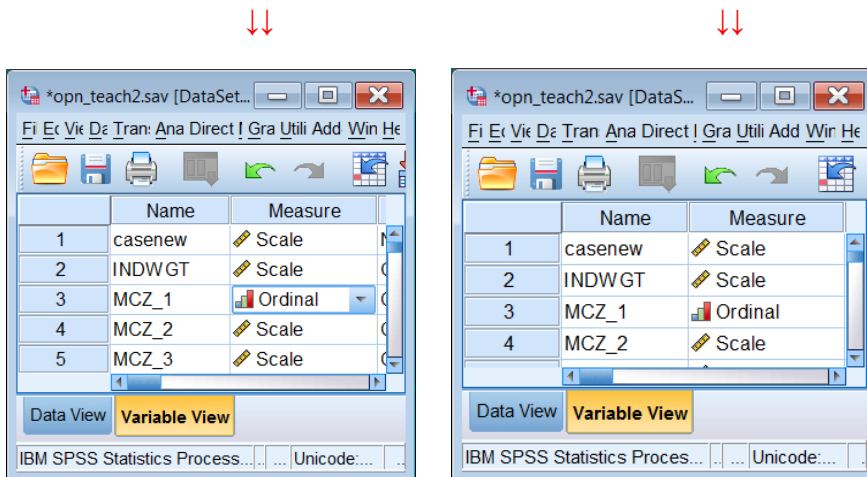 ↓↓ ↓↓
*opn_teach2.sav [DataSet...
Fi Ec Vie Da Tran: Ana Direct Gra Utili Add Win He
Name Measure
1 casenew Scale
2 INDWGT Scale
3 MCZ_1 Ordinal
4 MCZ_2 Scale
5 MCZ_3 Scale
Data View Variable View
IBM SPSS Statistics Process... ... Unicode:... ..
*opn_teach2.sav [DataS...
Fi Ec Vie Da Tran Ana Direct Gra Utili Add Win He
Name Measure
1 casenew Scale
2 INDWGT Scale
3 MCZ_1 Ordinal
4 MCZ_2 Scale
Data View Variable View
IBM SPSS Statistics Proces... .. ... Unicode:... .